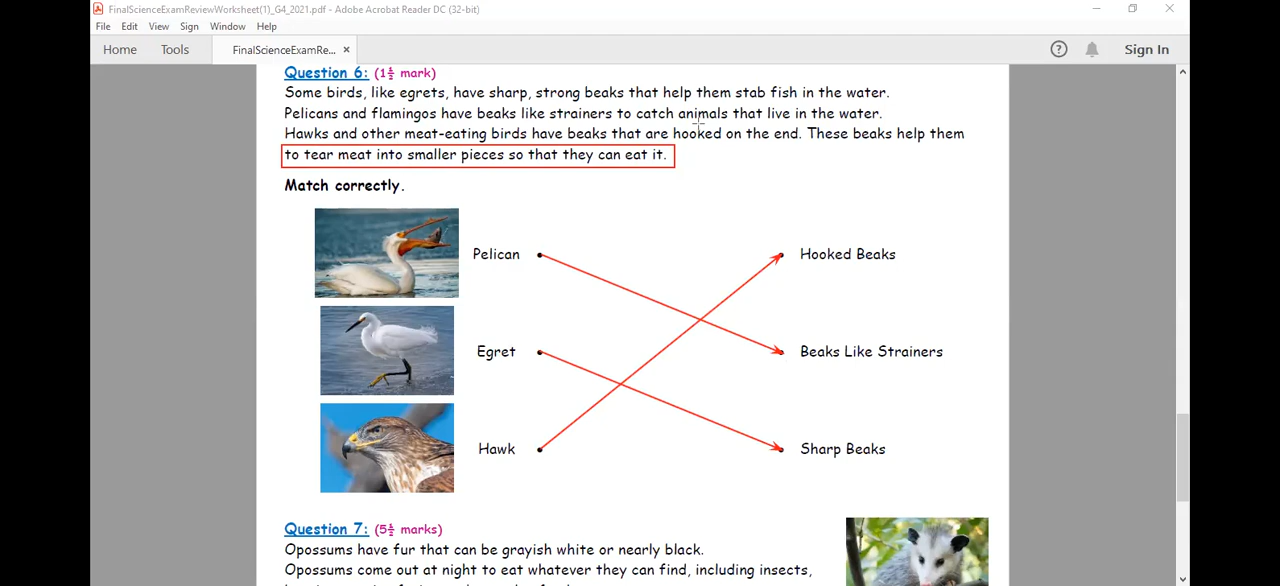 FinalScienceExamReviewWorksheet(1)_G4_2021.pdf - Adobe Acrobat Reader DC (32-bit)
File Edit View Sign Window Help
Home Tools FinalScienceExamRe... × Sign In
Question 6: (1½ mark)
Some birds, like egrets, have sharp, strong beaks that help them stab fish in the water.
Pelicans and flamingos have beaks like strainers to catch animals that live in the water.
Hawks and other meat-eating birds have beaks that are hooked on the end. These beaks help them
to tear meat into smaller pieces so that they can eat it.
Match correctly.
Pelican Hooked Beaks
Egret Beaks Like Strainers
Hawk Sharp Beaks
Question 7: (5½ marks)
Opossums have fur that can be grayish white or nearly black.
Opossums come out at night to eat whatever they can find, including insects,